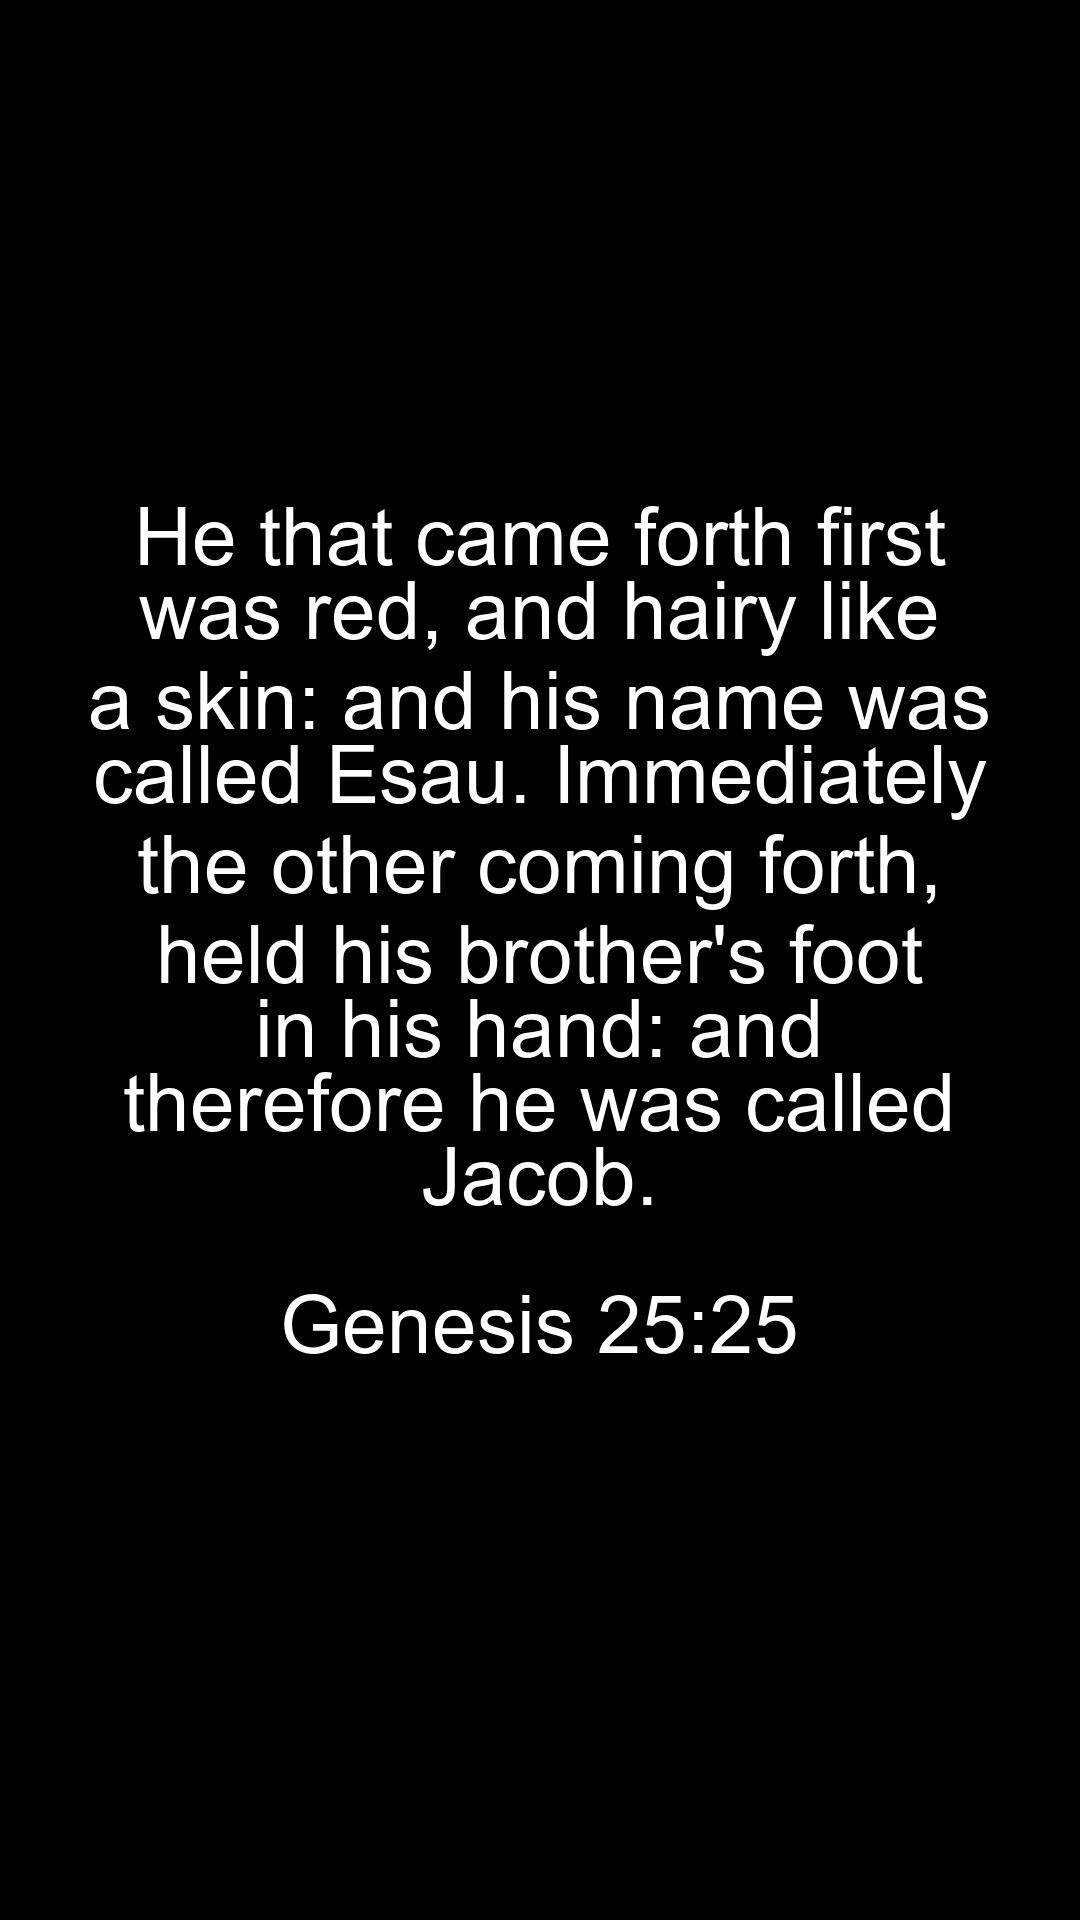 He that came forth first
was red, and hairy like
a skin: and his name was
called Esau. Immediately
the other coming forth,
held his brother's foot
in his hand: and
therefore he was called
Jacob.
Genesis 25:25